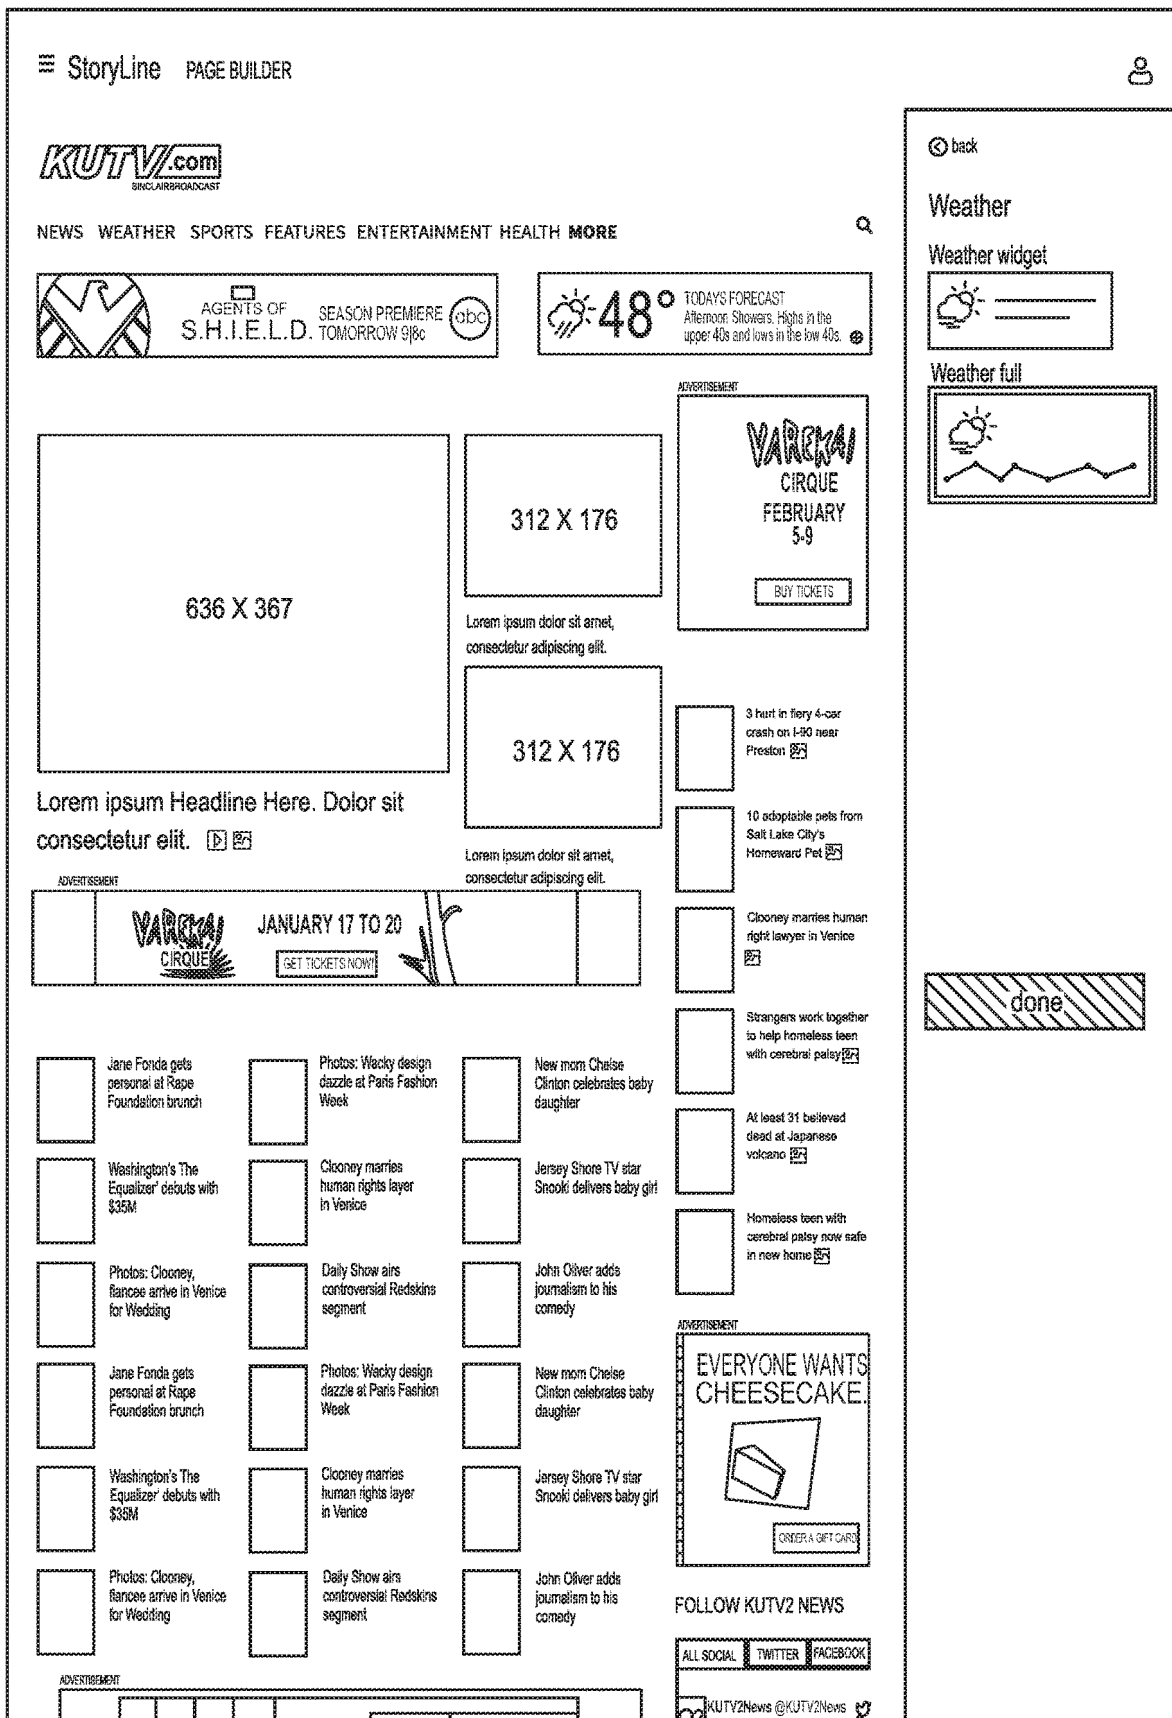 StoryLine PAGE BUILDER
KUTV.com
SINCLAIRBROADCAST
NEWS WEATHER SPORTS FEATURES ENTERTAINMENT HEALTH MORE
AGENTS OF
S.H.I.E.L.D.
SEASON PREMIERE
TOMORROW 9|8c
abc
48°
TODAYS FORECAST
Afternoon Showers. Highs in the
upper 40s and lows in the low 40s.
636 X 367
Lorem ipsum Headline Here. Dolor sit
consectetur elit.
312 X 176
Lorem ipsum dolor sit amet,
consectetur adipiscing elit.
312 X 176
Lorem ipsum dolor sit amet,
consectetur adipiscing elit.
ADVERTISEMENT
VAREKAI
CIRQUE
FEBRUARY
5-9
BUY TICKETS
ADVERTISEMENT
VAREKAI
CIRQUE
JANUARY 17 TO 20
GET TICKETS NOW!
3 hurt in fiery 4-car
crash on I-90 near
Preston
10 adoptable pets from
Salt Lake City's
Homeward Pet
Clooney marries human
right lawyer in Venice
Strangers work together
to help homeless teen
with cerebral palsy
At least 31 believed
dead at Japanese
volcano
Homeless teen with
cerebral palsy now safe
in new home
Jane Fonda gets
personal at Rape
Foundation brunch
Photos: Wacky design
dazzle at Paris Fashion
Week
New mom Chelse
Clinton celebrates baby
daughter
Washington's The
Equalizer' debuts with
$35M
Clooney marries
human rights layer
in Venice
Jersey Shore TV star
Snooki delivers baby girl
Photos: Clooney,
fiancee arrive in Venice
for Wedding
Daily Show airs
controversial Redskins
segment
John Oliver adds
journalism to his
comedy
Jane Fonda gets
personal at Rape
Foundation brunch
Photos: Wacky design
dazzle at Paris Fashion
Week
New mom Chelse
Clinton celebrates baby
daughter
Washington's The
Equalizer' debuts with
$35M
Clooney marries
human rights layer
in Venice
Jersey Shore TV star
Snooki delivers baby girl
Photos: Clooney,
fiancee arrive in Venice
for Wedding
Daily Show airs
controversial Redskins
segment
John Oliver adds
journalism to his
comedy
ADVERTISEMENT
ADVERTISEMENT
EVERYONE WANTS
CHEESECAKE.
ORDER A GIFT CARD
FOLLOW KUTV2 NEWS
ALL SOCIAL TWITTER FACEBOOK
KUTV2News @KUTV2News
back
Weather
Weather widget
Weather full
done